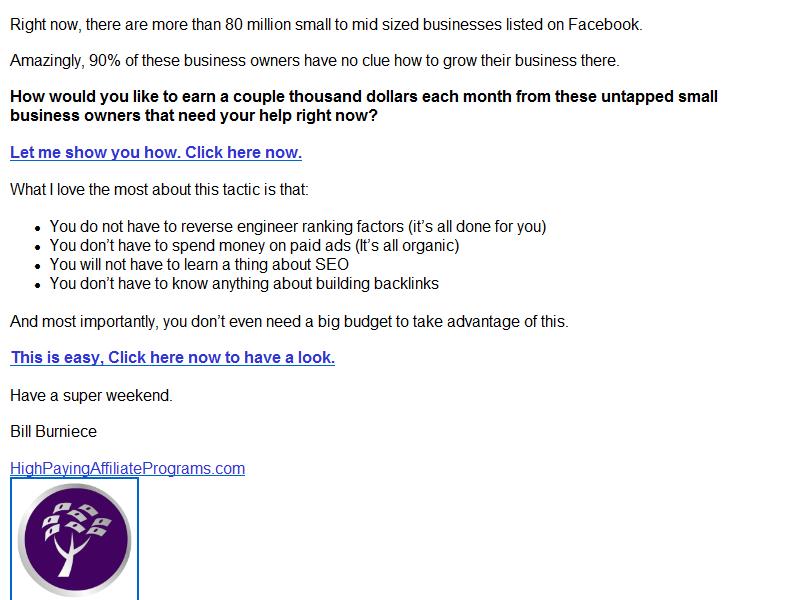 Right now, there are more than 80 million small to mid sized businesses listed on Facebook.
Amazingly, 90% of these business owners have no clue how to grow their business there.
How would you like to earn a couple thousand dollars each month from these untapped small
business owners that need your help right now?
Let me show you how. Click here now.
What I love the most about this tactic is that:
• You do not have to reverse engineer ranking factors (it’s all done for you)
• You don’t have to spend money on paid ads (It’s all organic)
• You will not have to learn a thing about SEO
• You don’t have to know anything about building backlinks
And most importantly, you don’t even need a big budget to take advantage of this.
This is easy, Click here now to have a look.
Have a super weekend.
Bill Burniece
HighPayingAffiliatePrograms.com